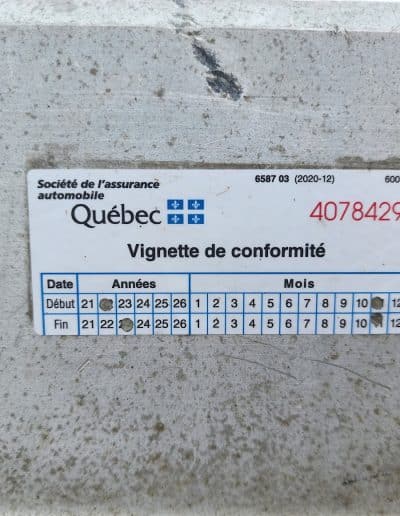 Société de l'assurance
automobile
Québec
6587 03 (2020-12) 600
4078429
Vignette de conformité
Date Années Mois
Début 21 23 24 25 26 1 2 3 4 5 6 7 8 9 10 12
Fin 21 22 24 25 26 1 2 3 4 5 6 7 8 9 10 12